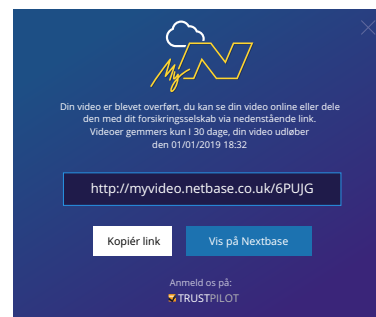 My N
Din video er blevet overført, du kan se din video online eller dele
den med dit forsikringsselskab via nedenstående link.
Videoer gemmers kun I 30 dage, din video udløber
den 01/01/2019 18:32
http://myvideo.netbase.co.uk/6PUJG
Kopiér link
Vis på Nextbase
Anmeld os på:
TRUSTPILOT